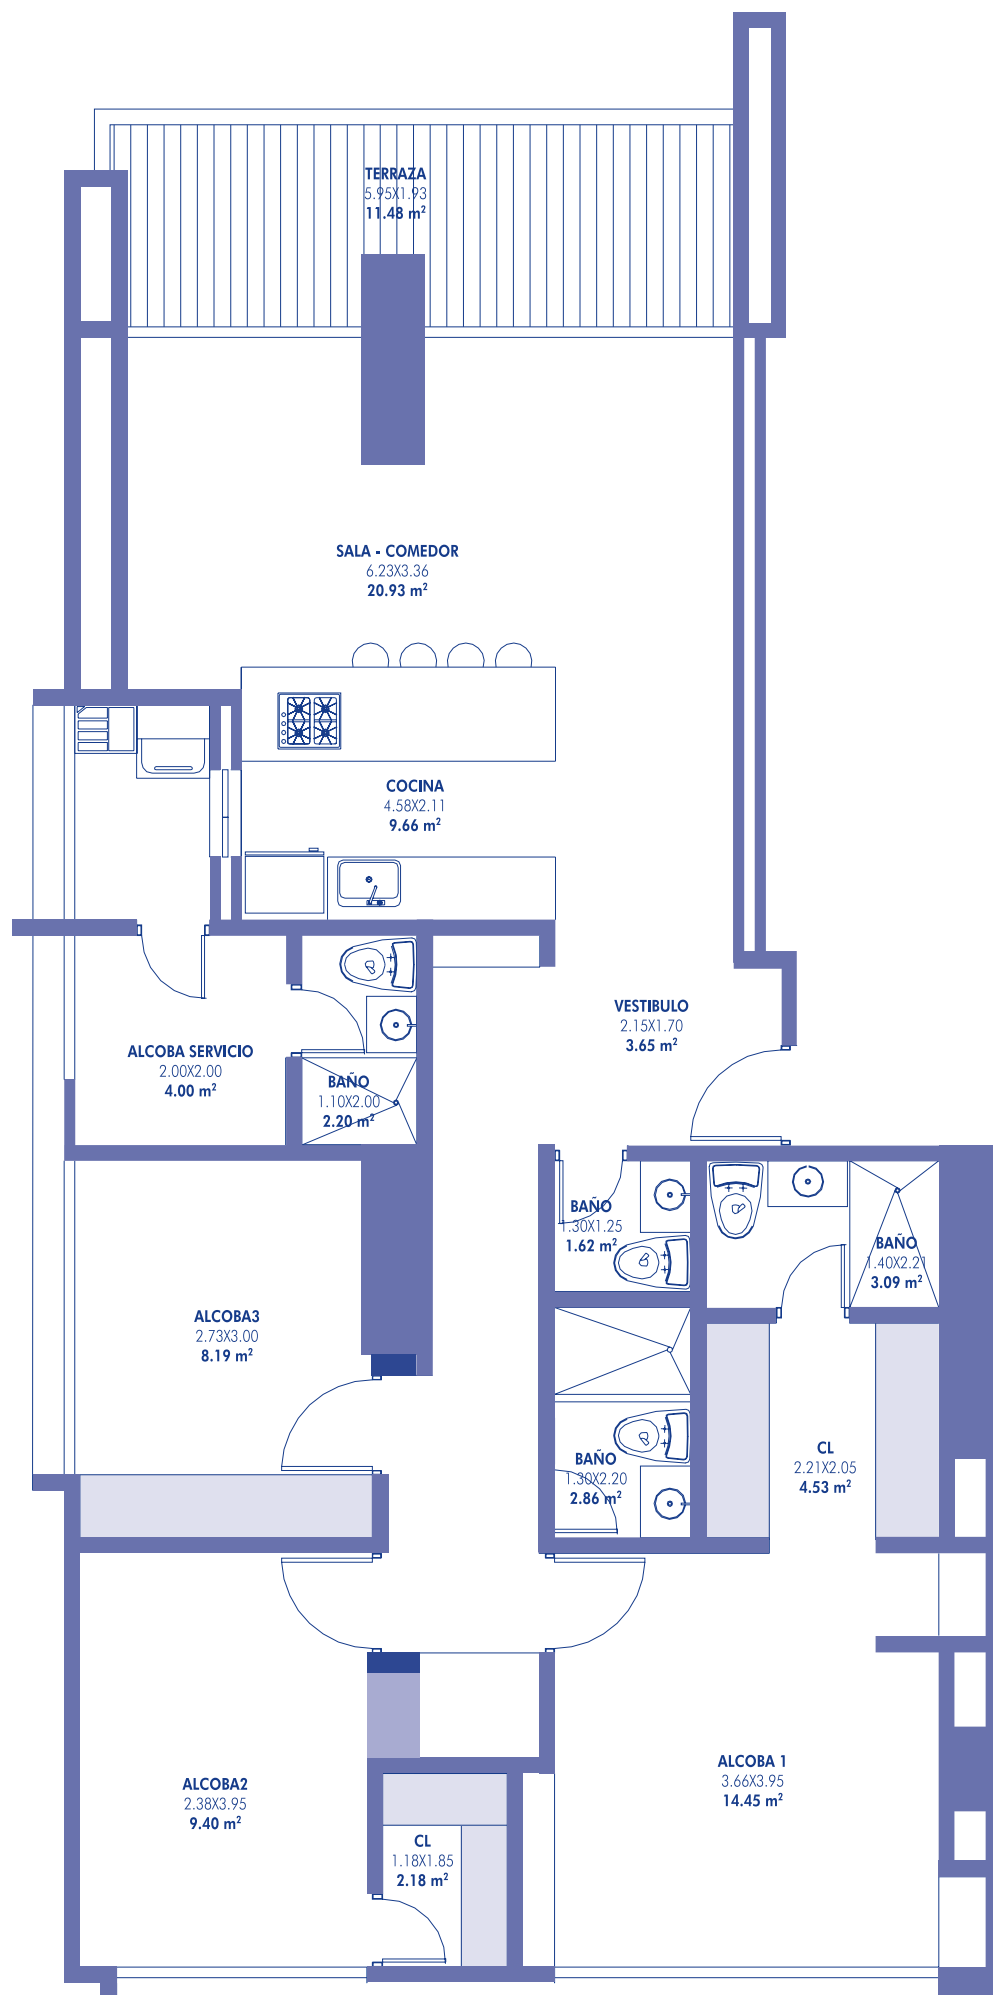 TERRAZA
5.95X1.93
11.48 m²
SALA - COMEDOR
6.23X3.36
20.93 m²
COCINA
4.58X2.11
9.66 m²
VESTIBULO
2.15X1.70
3.65 m²
ALCOBA SERVICIO
2.00X2.00
4.00 m²
BAÑO
1.10X2.00
2.20 m²
BAÑO
1.30X1.25
1.62 m²
BAÑO
1.40X2.21
3.09 m²
ALCOBA3
2.73X3.00
8.19 m²
BAÑO
1.30X2.20
2.86 m²
CL
2.21X2.05
4.53 m²
ALCOBA2
2.38X3.95
9.40 m²
ALCOBA 1
3.66X3.95
14.45 m²
CL
1.18X1.85
2.18 m²